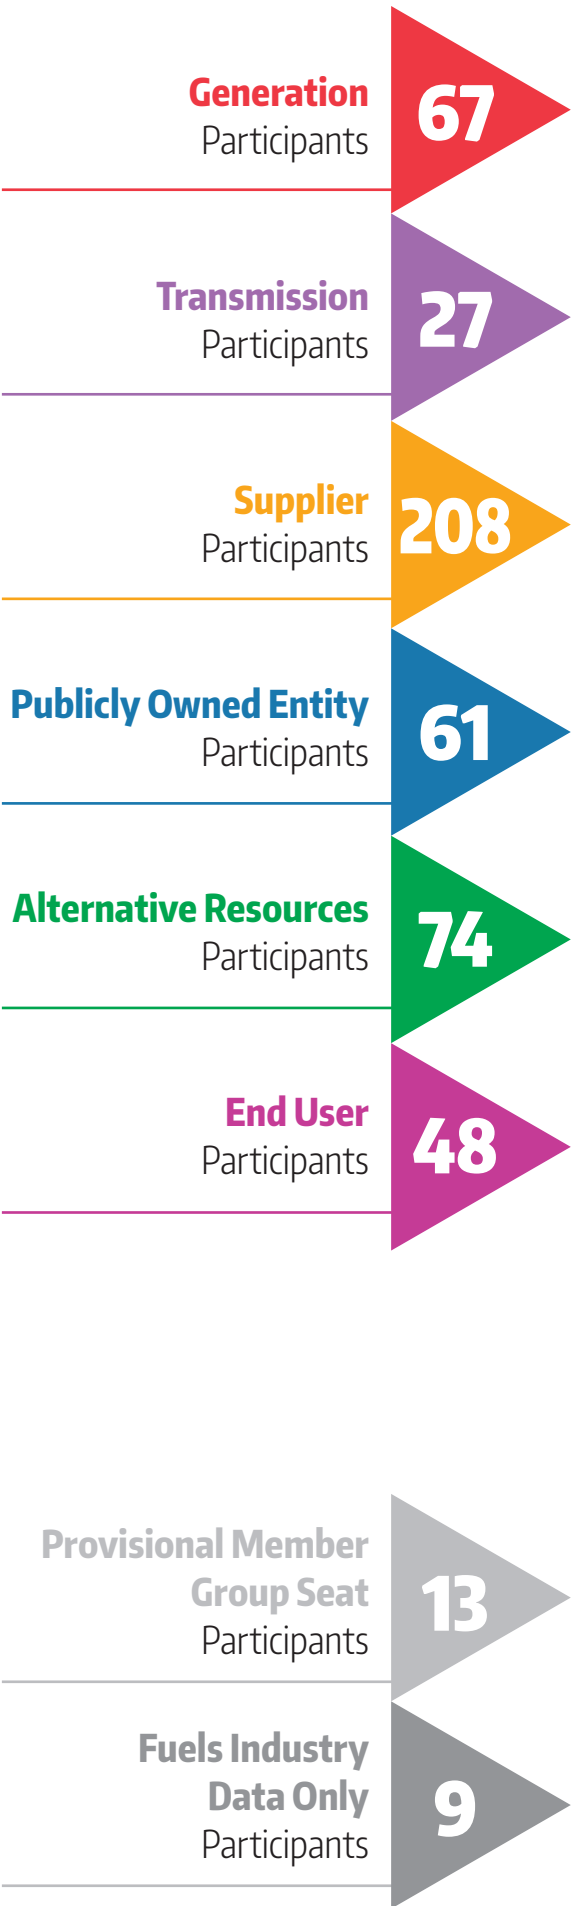 Generation
Participants
67
Transmission
Participants
27
Supplier
Participants
208
Publicly Owned Entity
Participants
61
Alternative Resources
Participants
74
End User
Participants
48
Provisional Member
Group Seat
Participants
13
Fuels Industry
Data Only
Participants
9